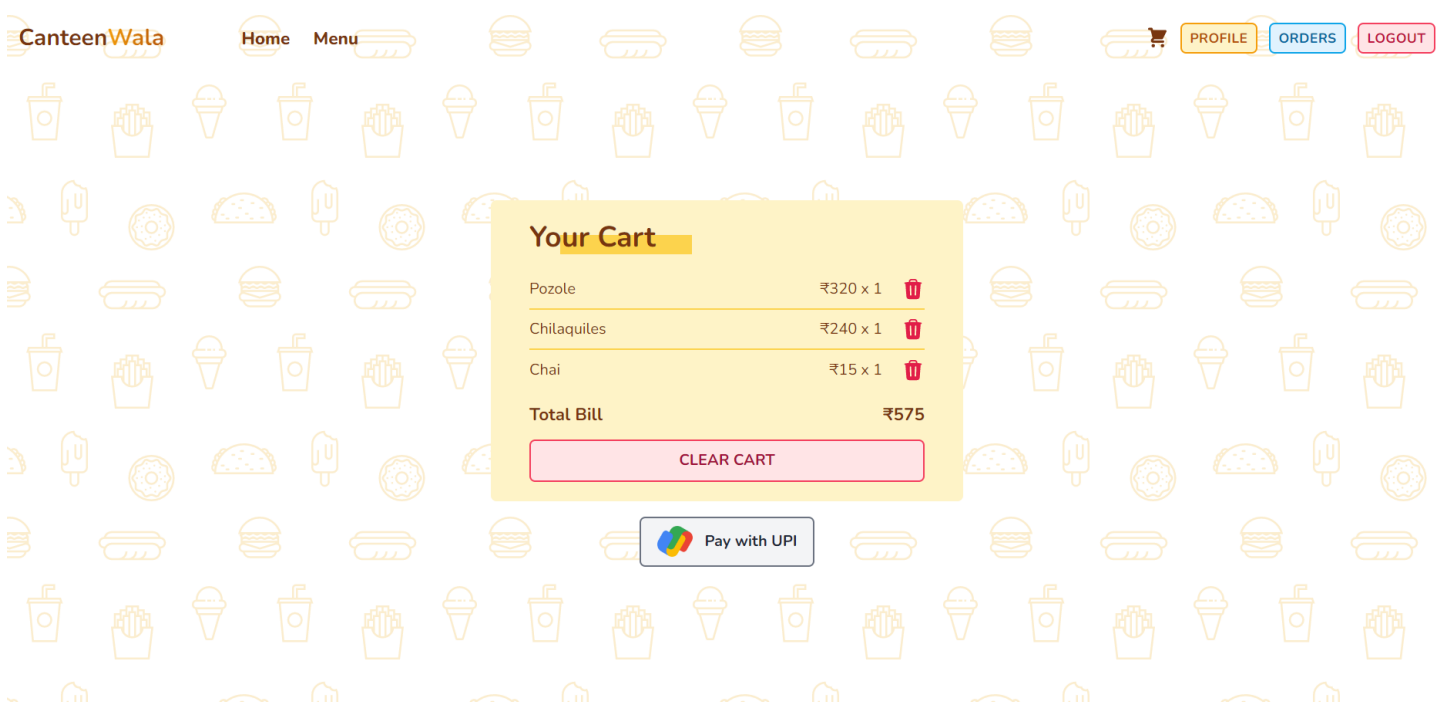 CanteenWala Home Menu PROFILE ORDERS LOGOUT
Your Cart
Pozole ₹320 x 1
Chilaquiles ₹240 x 1
Chai ₹15 x 1
Total Bill ₹575
CLEAR CART
Pay with UPI